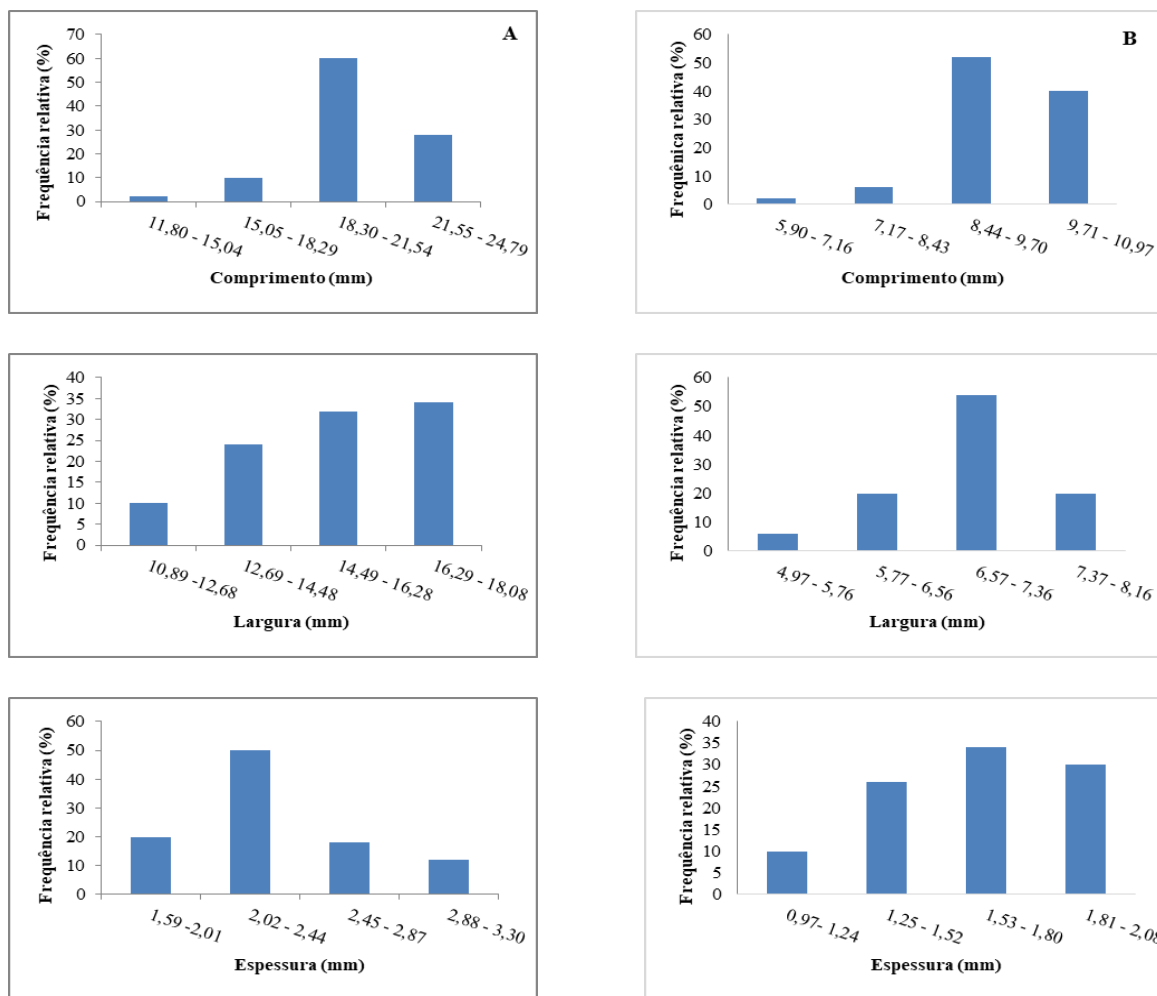 A
Frequência relativa (%)
70
60
50
40
30
20
10
0
11,80 - 15,04
15,05 - 18,29
18,30 - 21,54
21,55 - 24,79
Comprimento (mm)
B
Frequênica relativa (%)
60
50
40
30
20
10
0
5,90 - 7,16
7,17 - 8,43
8,44 - 9,70
9,71 - 10,97
Comprimento (mm)
Frequência relativa (%)
40
35
30
25
20
15
10
5
0
10,89 -12,68
12,69 - 14,48
14,49 - 16,28
16,29 - 18,08
Largura (mm)
Frequência relativa (%)
60
50
40
30
20
10
0
4,97 - 5,76
5,77 - 6,56
6,57 - 7,36
7,37 - 8,16
Largura (mm)
Frequência relativa (%)
60
50
40
30
20
10
0
1,59 -2,01
2,02 - 2,44
2,45 - 2,87
2,88 - 3,30
Espessura (mm)
Frequência relativa (%)
40
35
30
25
20
15
10
5
0
0,97- 1,24
1,25 - 1,52
1,53 - 1,80
1,81 - 2,08
Espessura (mm)